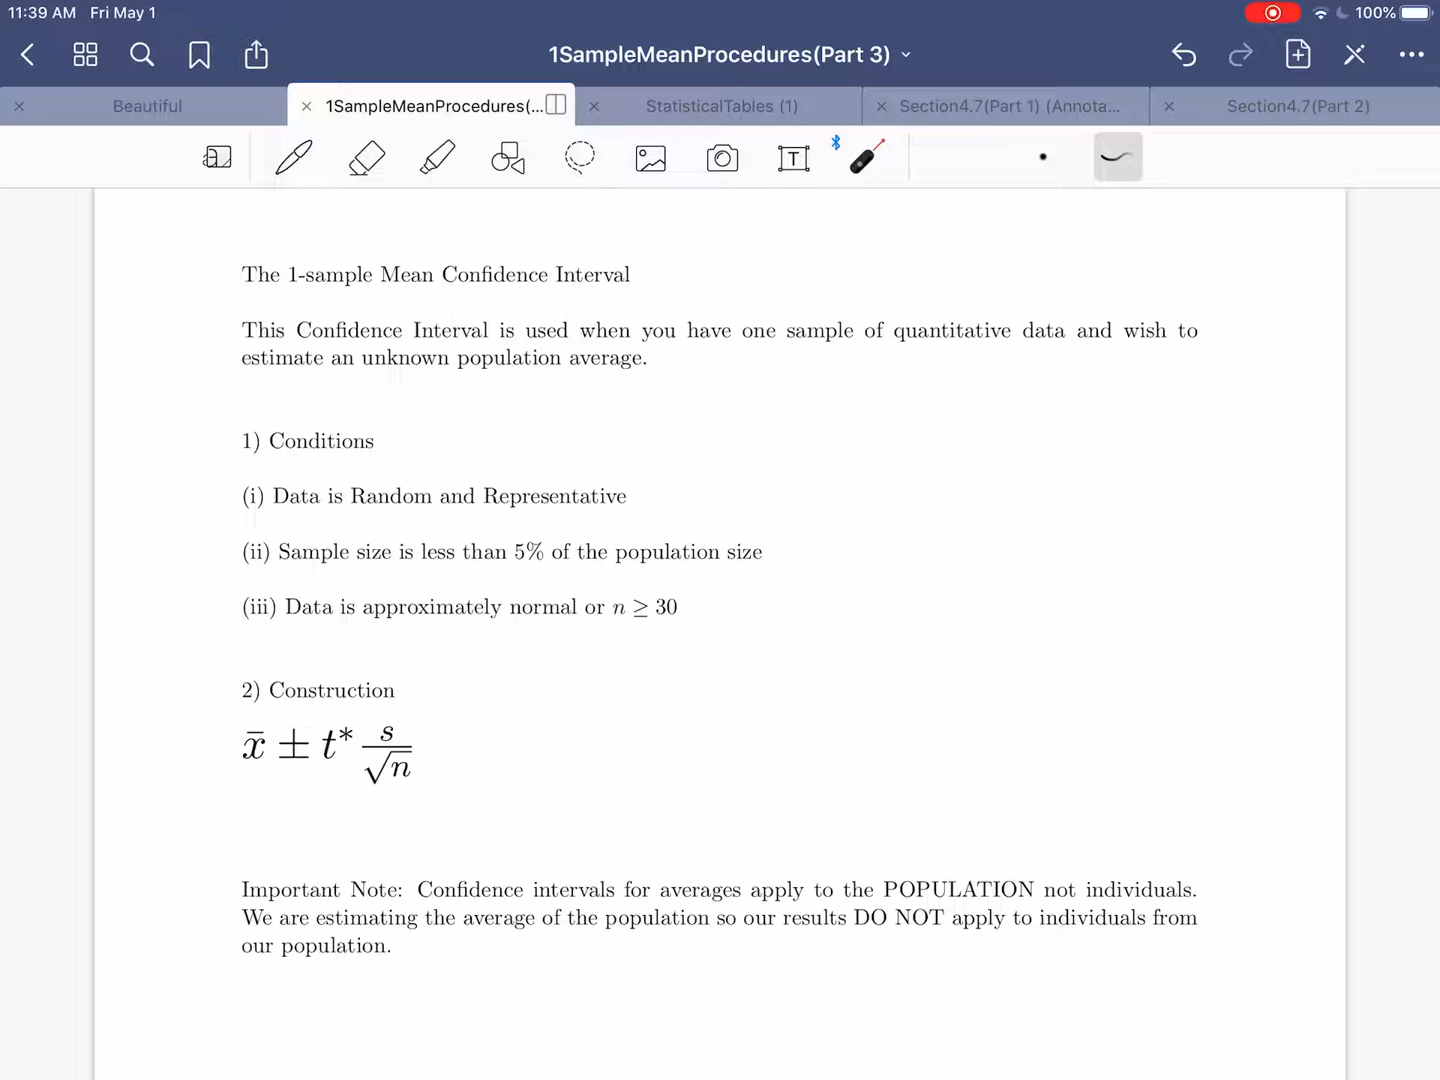 11:39 AM Fri May 1
100%
1SampleMeanProcedures(Part 3)
Beautiful
1SampleMeanProcedures(...
StatisticalTables (1)
Section4.7(Part 1) (Annota...
Section4.7(Part 2)
The 1-sample Mean Confidence Interval
This Confidence Interval is used when you have one sample of quantitative data and wish to
estimate an unknown population average.
1) Conditions
(i) Data is Random and Representative
(ii) Sample size is less than 5% of the population size
(iii) Data is approximately normal or n ≥ 30
2) Construction
x̄ ± t* s/√n
Important Note: Confidence intervals for averages apply to the POPULATION not individuals.
We are estimating the average of the population so our results DO NOT apply to individuals from
our population.